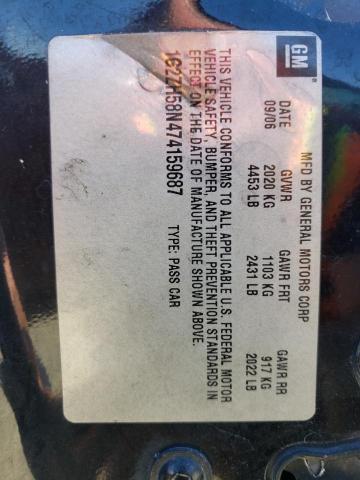 GM
MFD BY GENERAL MOTORS CORP
DATE GVWR GAWR FRT GAWR RR
09/06 2020 KG 1103 KG 917 KG
4453 LB 2431 LB 2022 LB
THIS VEHICLE CONFORMS TO ALL APPLICABLE U.S. FEDERAL MOTOR
VEHICLE SAFETY, BUMPER, AND THEFT PREVENTION STANDARDS IN
EFFECT ON THE DATE OF MANUFACTURE SHOWN ABOVE.
1G2ZH58N474159687 TYPE: PASS CAR